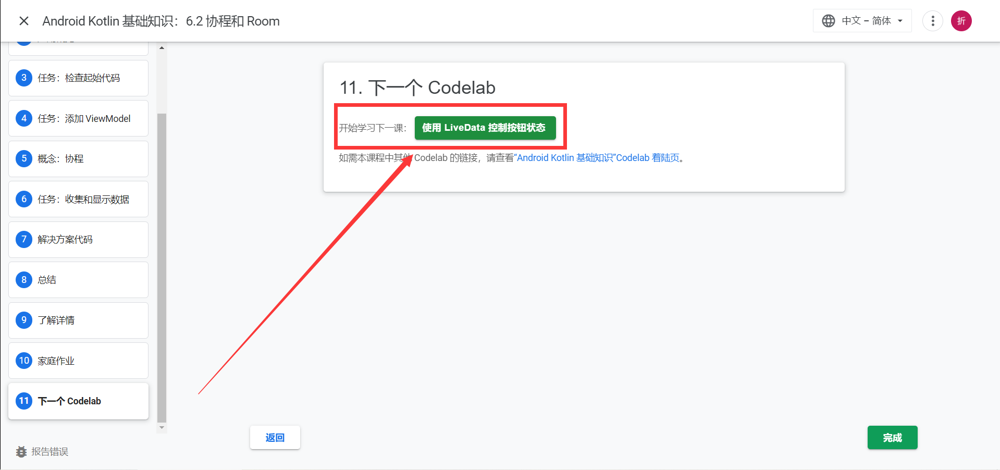 Android Kotlin 基础知识：6.2 协程和 Room
中文 – 简体
折
3 任务：检查起始代码
4 任务：添加 ViewModel
5 概念：协程
6 任务：收集和显示数据
7 解决方案代码
8 总结
9 了解详情
10 家庭作业
11 下一个 Codelab
报告错误
11. 下一个 Codelab
开始学习下一课： 使用 LiveData 控制按钮状态
如需本课程中其他 Codelab 的链接，请查看“Android Kotlin 基础知识”Codelab 着陆页。
返回
完成